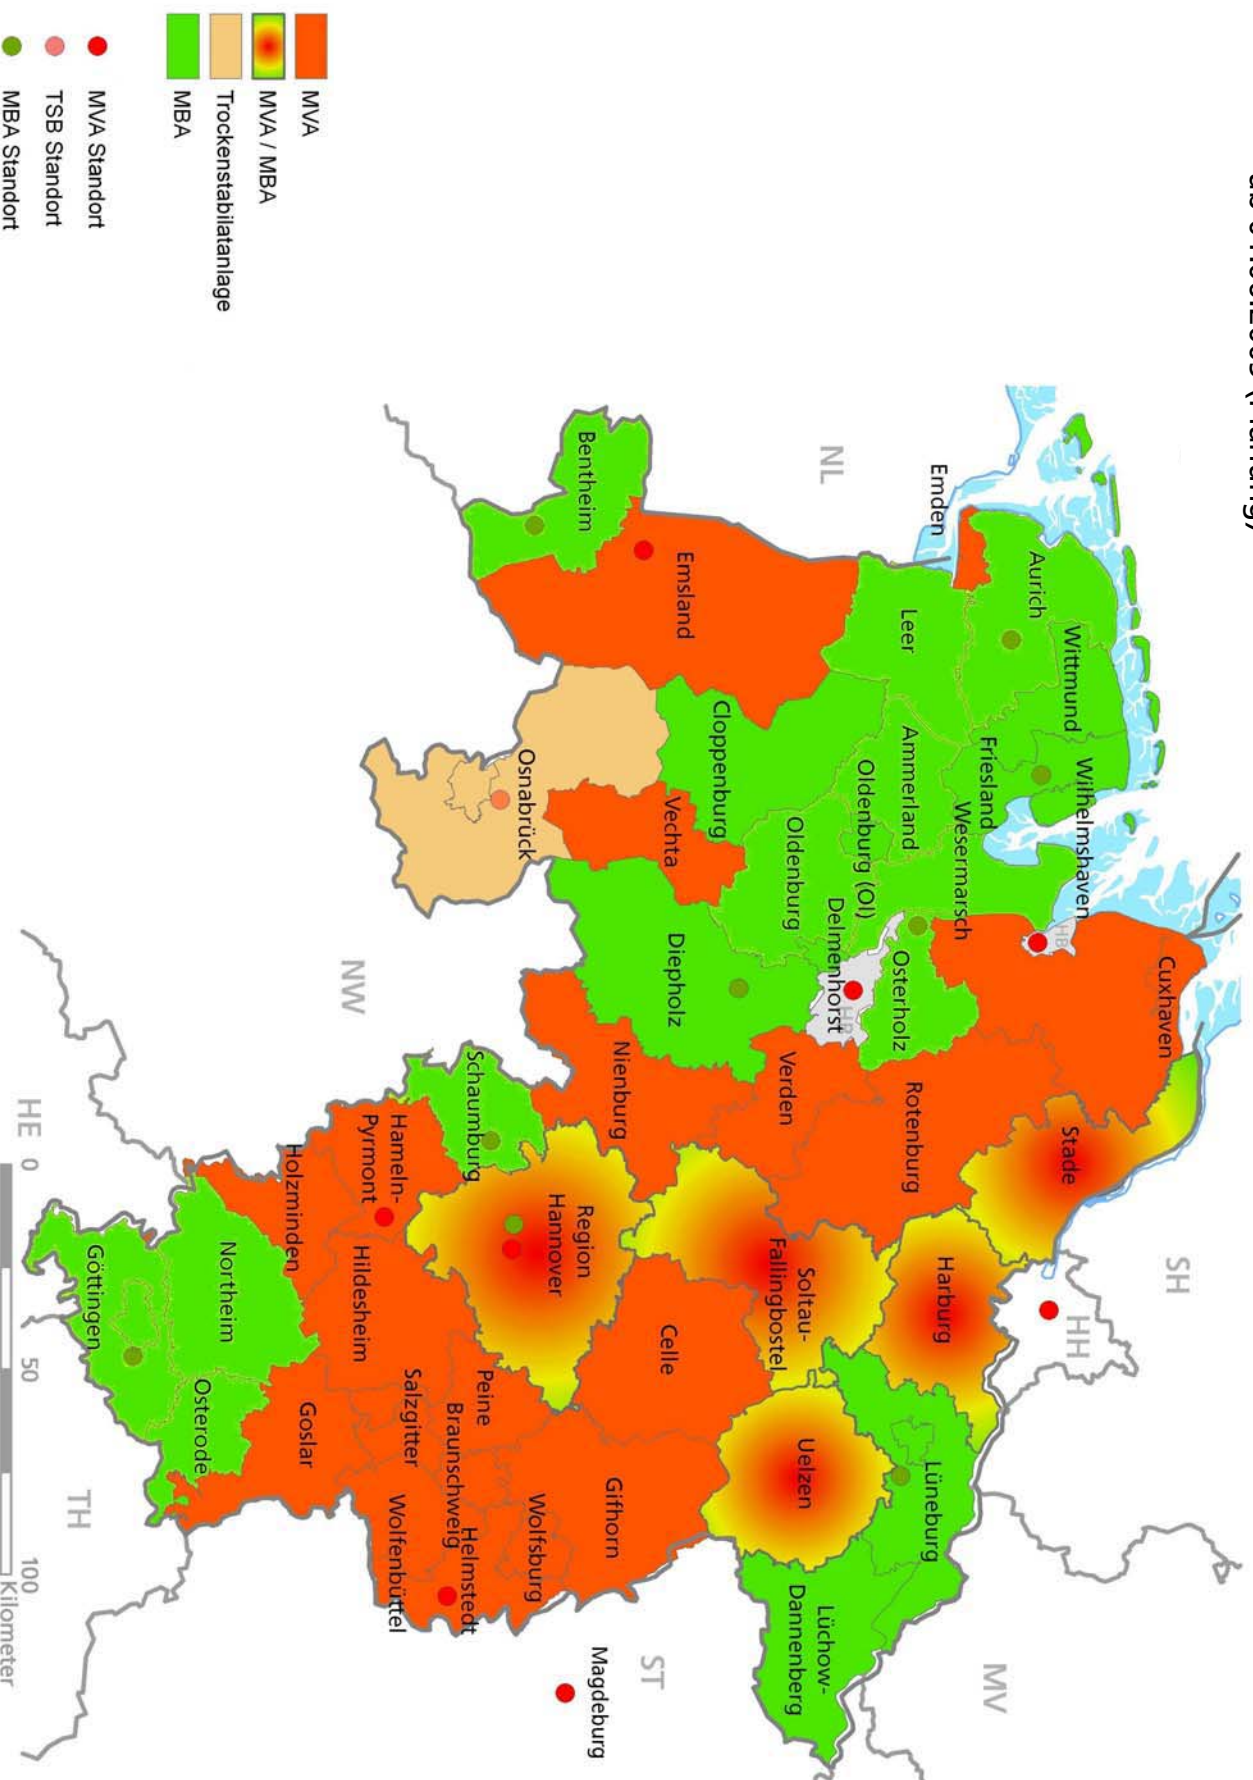 SH
Cuxhaven
HH
Wilhelmshaven
HB
Wittmund
Stade
Aurich
MV
Friesland
Emden
Wesermarsch
Harburg
Lüneburg
Leer
Ammerland
Osterholz
Rotenburg
Oldenburg (Ol)
HB
NL
Delmenhorst
Lüchow-
Dannenberg
Oldenburg
Verden
Soltau-
Fallingbostel
Uelzen
Cloppenburg
Emsland
Vechta
Diepholz
Celle
ST
Nienburg
Gifhorn
Magdeburg
Bentheim
Region
Hannover
Osnabrück
Wolfsburg
Schaumburg
Peine
Helmstedt
Braunschweig
Salzgitter
Hameln-
Pyrmont
Wolfenbüttel
Hildesheim
NW
MVA
MVA / MBA
Trockenstabilatanlage
MBA
Holzminden
Goslar
Northeim
Osterode
Göttingen
TH
MVA Standort
TSB Standort
MBA Standort
HE
0 50 100
Kilometer